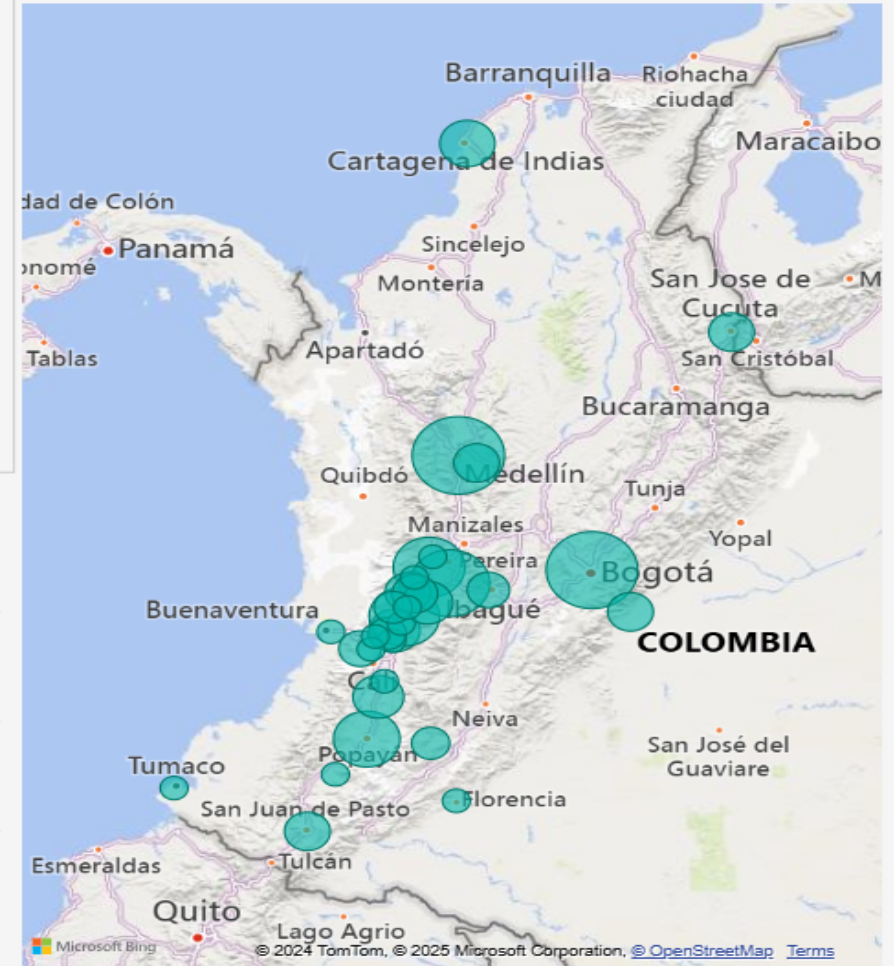 Barranquilla
Riohacha
ciudad
Maracaibo
Cartagena de Indias
dad de Colón
Panamá
onomé
Sincelejo
Montería
San Jose de
Cucuta
M
Tablas
Apartadó
San Cristóbal
Bucaramanga
Quibdó
Medellín
Tunja
Manizales
Yopal
Pereira
Bogotá
Buenaventura
Ibagué
COLOMBIA
Cali
Neiva
Popayán
San José del
Guaviare
Tumaco
San Juan de Pasto
Florencia
Esmeraldas
Tulcán
Quito
Lago Agrio
Microsoft Bing
© 2024 TomTom, © 2025 Microsoft Corporation, © OpenStreetMap Terms